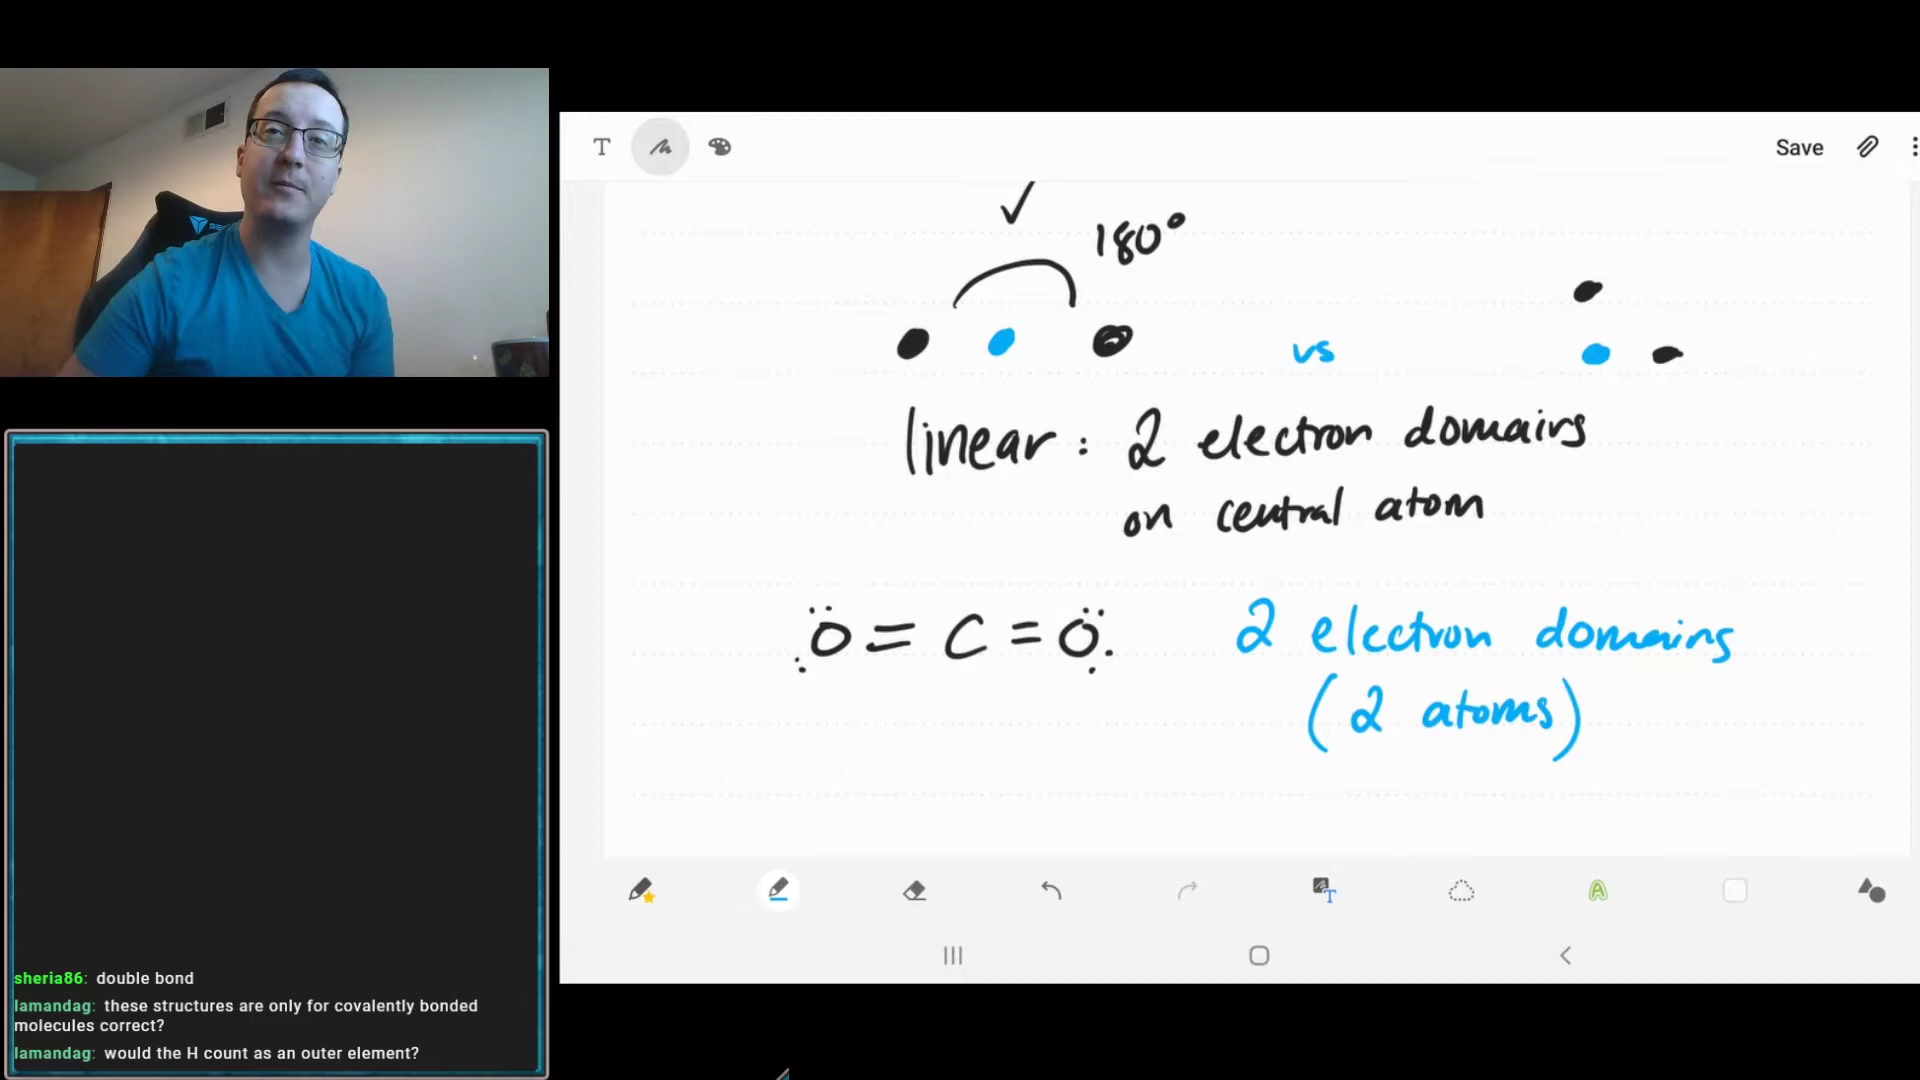 T
Save
180°
vs
linear: 2 electron domains
on central atom
O = C = O
2 electron domains
(2 atoms)
sheria86: double bond
lamandag: these structures are only for covalently bonded
molecules correct?
lamandag: would the H count as an outer element?